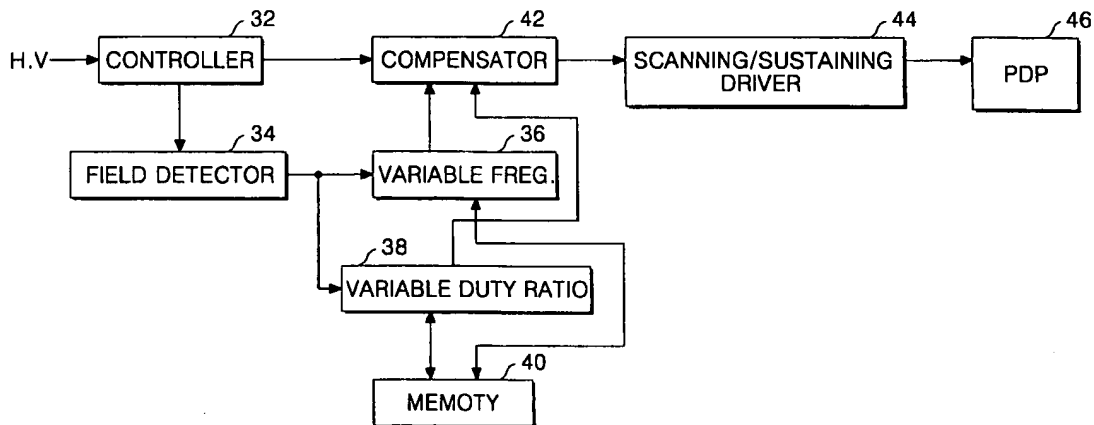 32
42
44
46
H.V
CONTROLLER
COMPENSATOR
SCANNING/SUSTAINING
DRIVER
PDP
34
36
FIELD DETECTOR
VARIABLE FREG.
38
VARIABLE DUTY RATIO
40
MEMOTY